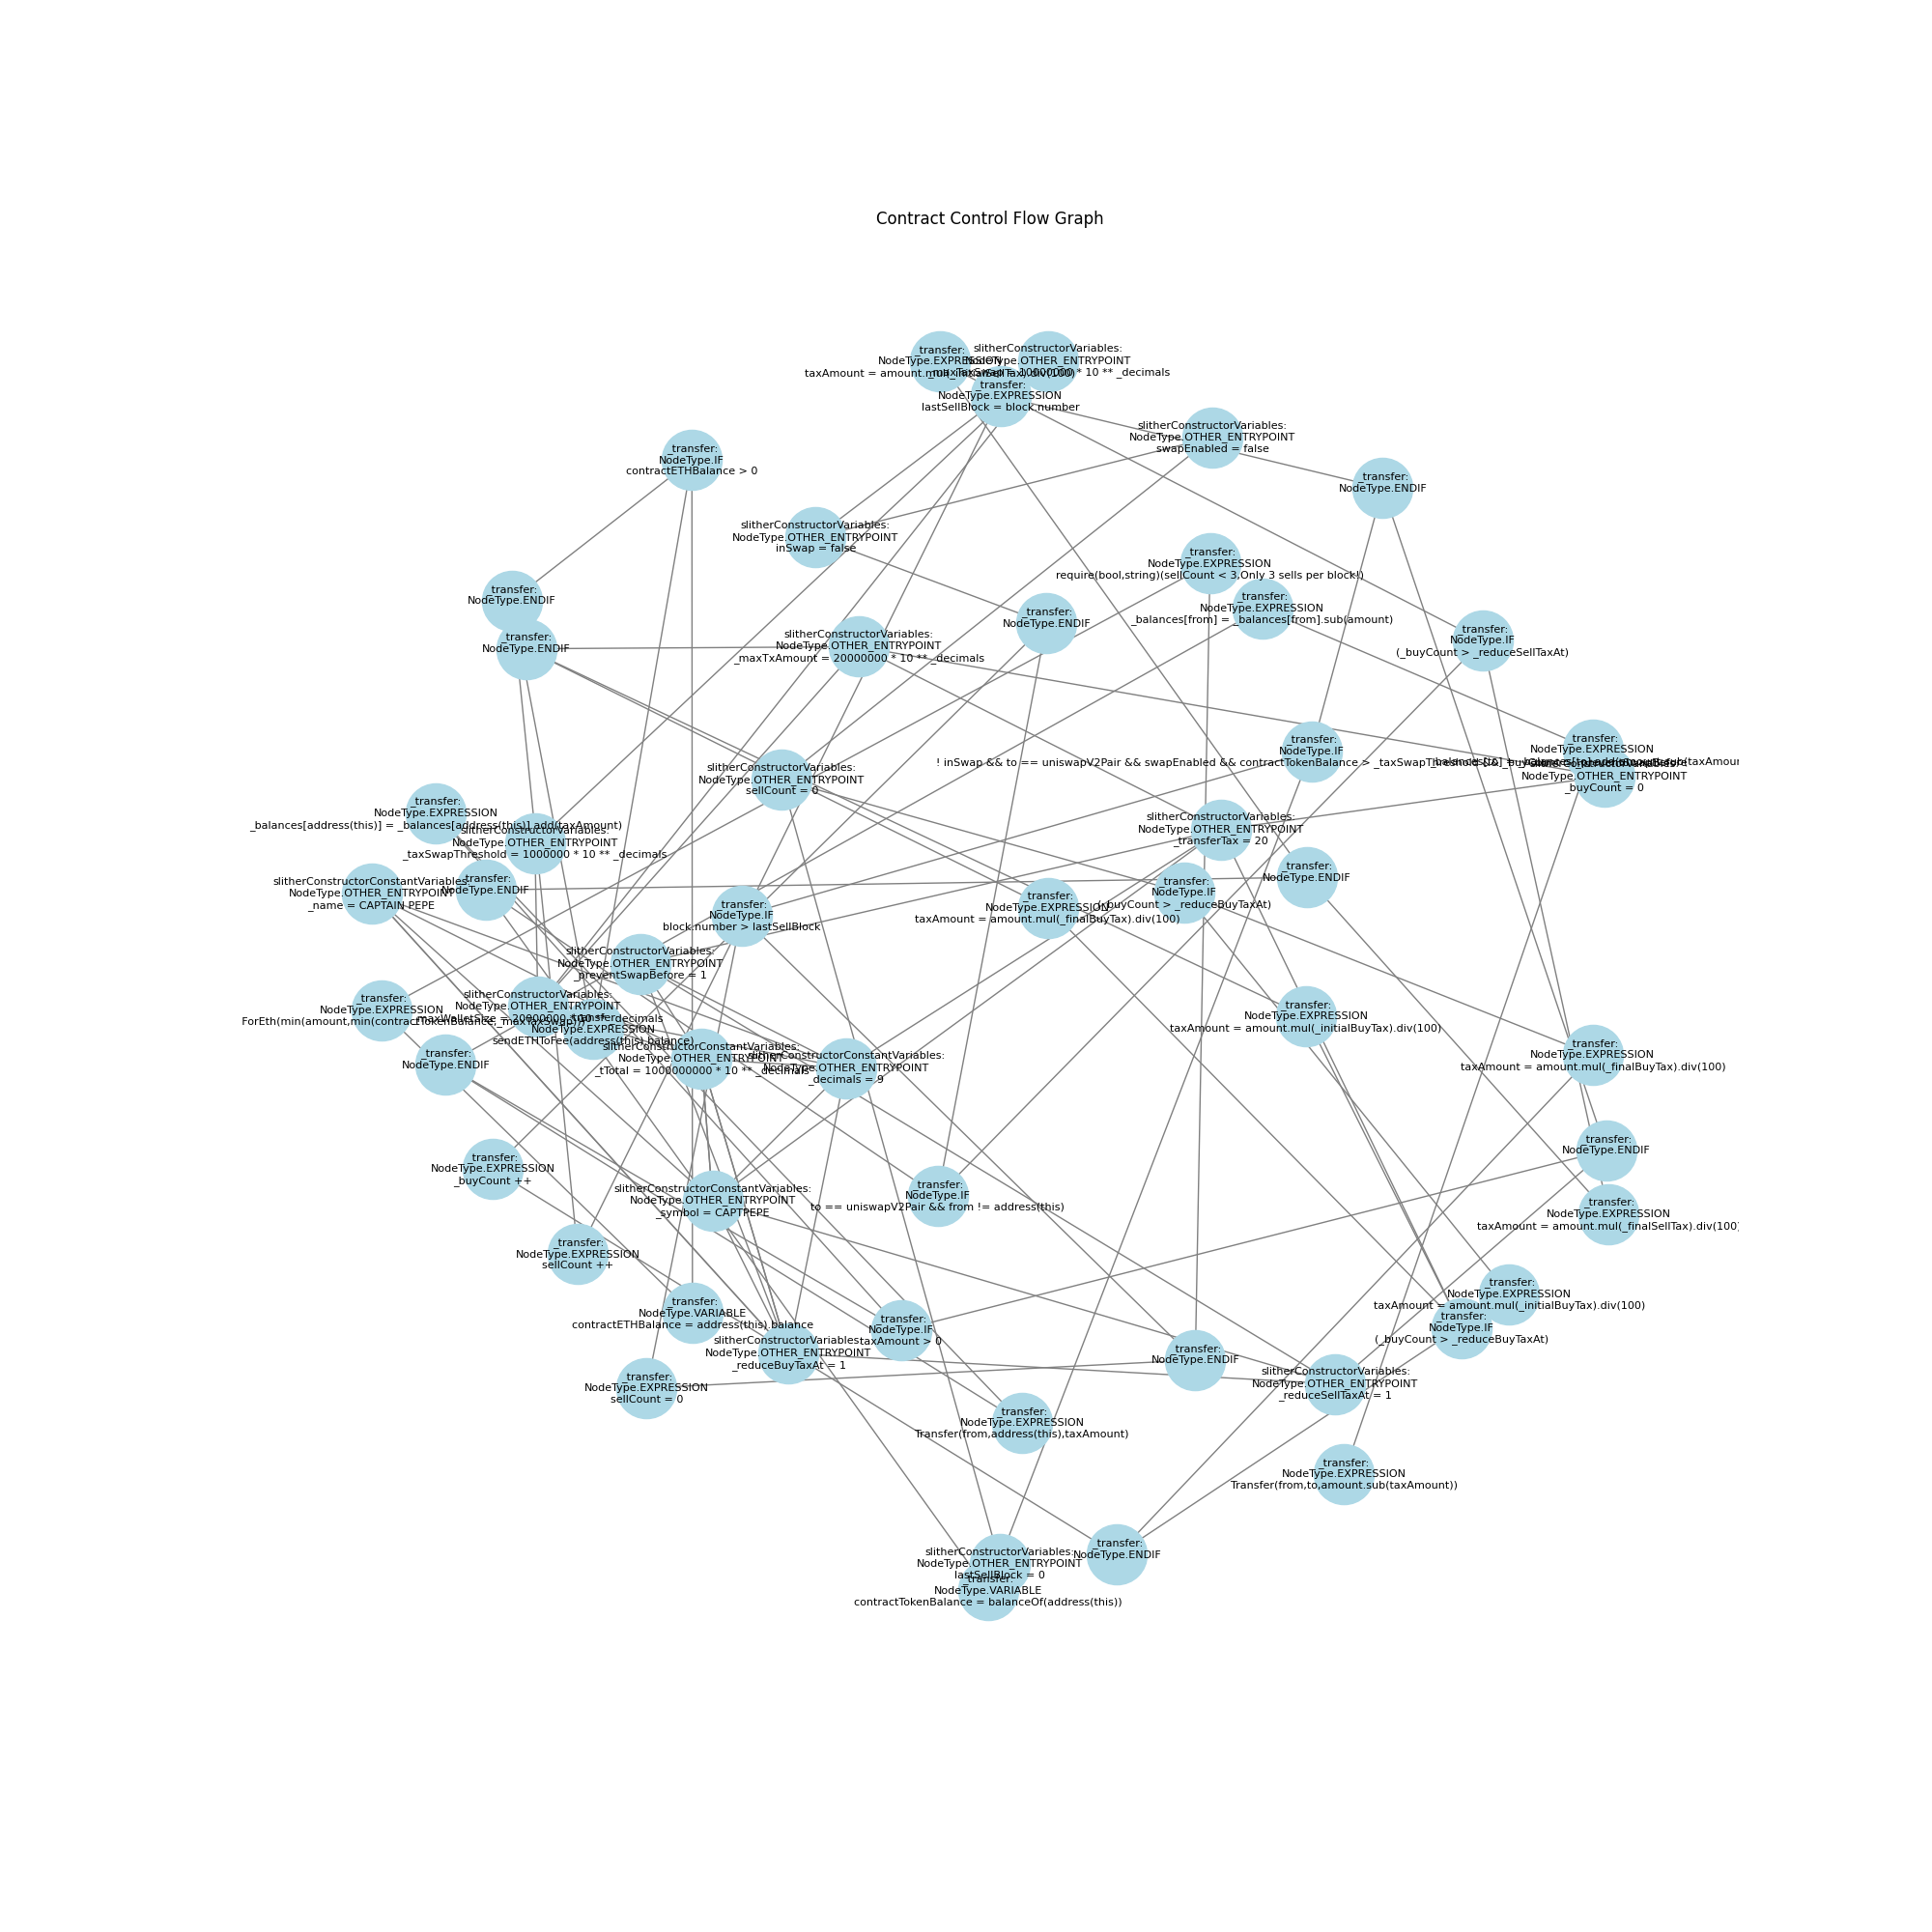 Contract Control Flow Graph
_transfer:
NodeType.EXPRESSION
taxAmount = amount.mul(_initialSellTax).div(100)
slitherConstructorVariables:
NodeType.OTHER_ENTRYPOINT
_maxTaxSwap = 10000000 * 10 ** _decimals
_transfer:
NodeType.EXPRESSION
lastSellBlock = block.number
slitherConstructorVariables:
NodeType.OTHER_ENTRYPOINT
swapEnabled = false
_transfer:
NodeType.IF
contractETHBalance > 0
_transfer:
NodeType.ENDIF
slitherConstructorVariables:
NodeType.OTHER_ENTRYPOINT
inSwap = false
_transfer:
NodeType.EXPRESSION
require(bool,string)(sellCount < 3,Only 3 sells per block!)
_transfer:
NodeType.ENDIF
_transfer:
NodeType.EXPRESSION
_balances[from] = _balances[from].sub(amount)
_transfer:
NodeType.ENDIF
_transfer:
NodeType.ENDIF
slitherConstructorVariables:
NodeType.OTHER_ENTRYPOINT
_maxTxAmount = 20000000 * 10 ** _decimals
_transfer:
NodeType.IF
(_buyCount > _reduceSellTaxAt)
_transfer:
NodeType.IF
! inSwap && to == uniswapV2Pair && swapEnabled && contractTokenBalance > _taxSwapThreshold &&
_transfer:
NodeType.EXPRESSION
NodeType.OTHER_ENTRYPOINT
_buyCount = 0
slitherConstructorVariables:
NodeType.OTHER_ENTRYPOINT
sellCount = 0
_transfer:
NodeType.EXPRESSION
_balances[address(this)] = _balances[address(this)].add(taxAmount)
slitherConstructorVariables:
NodeType.OTHER_ENTRYPOINT
_taxSwapThreshold = 1000000 * 10 ** _decimals
slitherConstructorVariables:
NodeType.OTHER_ENTRYPOINT
_transferTax = 20
_transfer:
NodeType.ENDIF
_transfer:
NodeType.ENDIF
slitherConstructorConstantVariables:
NodeType.OTHER_ENTRYPOINT
_name = CAPTAIN PEPE
_transfer:
NodeType.IF
(_buyCount > _reduceBuyTaxAt)
_transfer:
NodeType.EXPRESSION
taxAmount = amount.mul(_finalBuyTax).div(100)
_transfer:
NodeType.IF
block.number > lastSellBlock
slitherConstructorVariables:
NodeType.OTHER_ENTRYPOINT
_preventSwapBefore = 1
_transfer:
NodeType.EXPRESSION
ForEth(min(amount,min(contractTokenBalance,_maxTaxSwap)))
slitherConstructorVariables:
NodeType.OTHER_ENTRYPOINT
_maxWalletSize = 20000000 * 10 ** _decimals
_transfer:
NodeType.EXPRESSION
sendETHToFee(address(this).balance)
_transfer:
NodeType.EXPRESSION
taxAmount = amount.mul(_initialBuyTax).div(100)
_transfer:
NodeType.EXPRESSION
taxAmount = amount.mul(_finalBuyTax).div(100)
_transfer:
NodeType.ENDIF
slitherConstructorConstantVariables:
NodeType.OTHER_ENTRYPOINT
_tTotal = 1000000000 * 10 ** _decimals
slitherConstructorConstantVariables:
NodeType.OTHER_ENTRYPOINT
_decimals = 9
_transfer:
NodeType.ENDIF
_transfer:
NodeType.EXPRESSION
_buyCount ++
_transfer:
NodeType.IF
to == uniswapV2Pair && from != address(this)
slitherConstructorConstantVariables:
NodeType.OTHER_ENTRYPOINT
_symbol = CAPTPEPE
_transfer:
NodeType.EXPRESSION
taxAmount = amount.mul(_finalSellTax).div(100)
_transfer:
NodeType.EXPRESSION
sellCount ++
_transfer:
NodeType.EXPRESSION
taxAmount = amount.mul(_initialBuyTax).div(100)
_transfer:
NodeType.VARIABLE
contractETHBalance = address(this).balance
_transfer:
NodeType.IF
taxAmount > 0
_transfer:
NodeType.IF
(_buyCount > _reduceBuyTaxAt)
slitherConstructorVariables:
NodeType.OTHER_ENTRYPOINT
_reduceBuyTaxAt = 1
_transfer:
NodeType.ENDIF
slitherConstructorVariables:
NodeType.OTHER_ENTRYPOINT
_reduceSellTaxAt = 1
_transfer:
NodeType.EXPRESSION
sellCount = 0
_transfer:
NodeType.EXPRESSION
Transfer(from,address(this),taxAmount)
_transfer:
NodeType.EXPRESSION
Transfer(from,to,amount.sub(taxAmount))
_transfer:
NodeType.ENDIF
slitherConstructorVariables:
NodeType.OTHER_ENTRYPOINT
lastSellBlock = 0
_transfer:
NodeType.VARIABLE
contractTokenBalance = balanceOf(address(this))